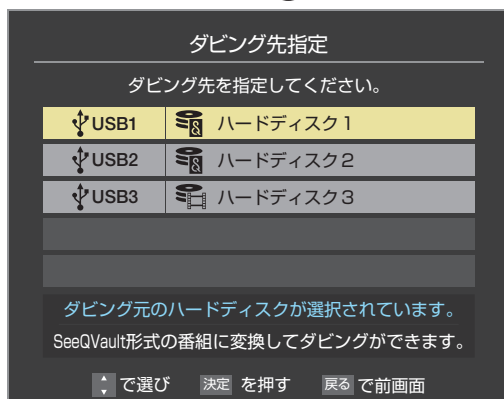 ダビング先指定
ダビング先を指定してください。
USB1 ハードディスク1
USB2 ハードディスク2
USB3 ハードディスク3
ダビング元のハードディスクが選択されています。
SeeQVault形式の番組に変換してダビングができます。
で選び 決定 を押す 戻る で前画面